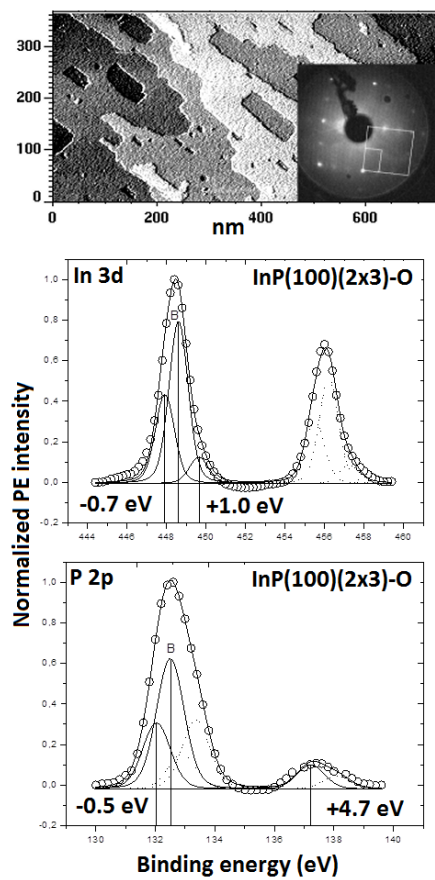 300
200
100
0
0
200
400
600
nm
Normalized PE intensity
In 3d
InP(100)(2x3)-O
1,0
0,8
0,6
0,4
0,2
0,0
-0,2
B
-0.7 eV
+1.0 eV
444
446
448
450
452
454
456
458
460
P 2p
InP(100)(2x3)-O
1,0
0,8
0,6
0,4
0,2
0,0
-0,2
B
-0.5 eV
+4.7 eV
130
132
134
136
138
140
Binding energy (eV)